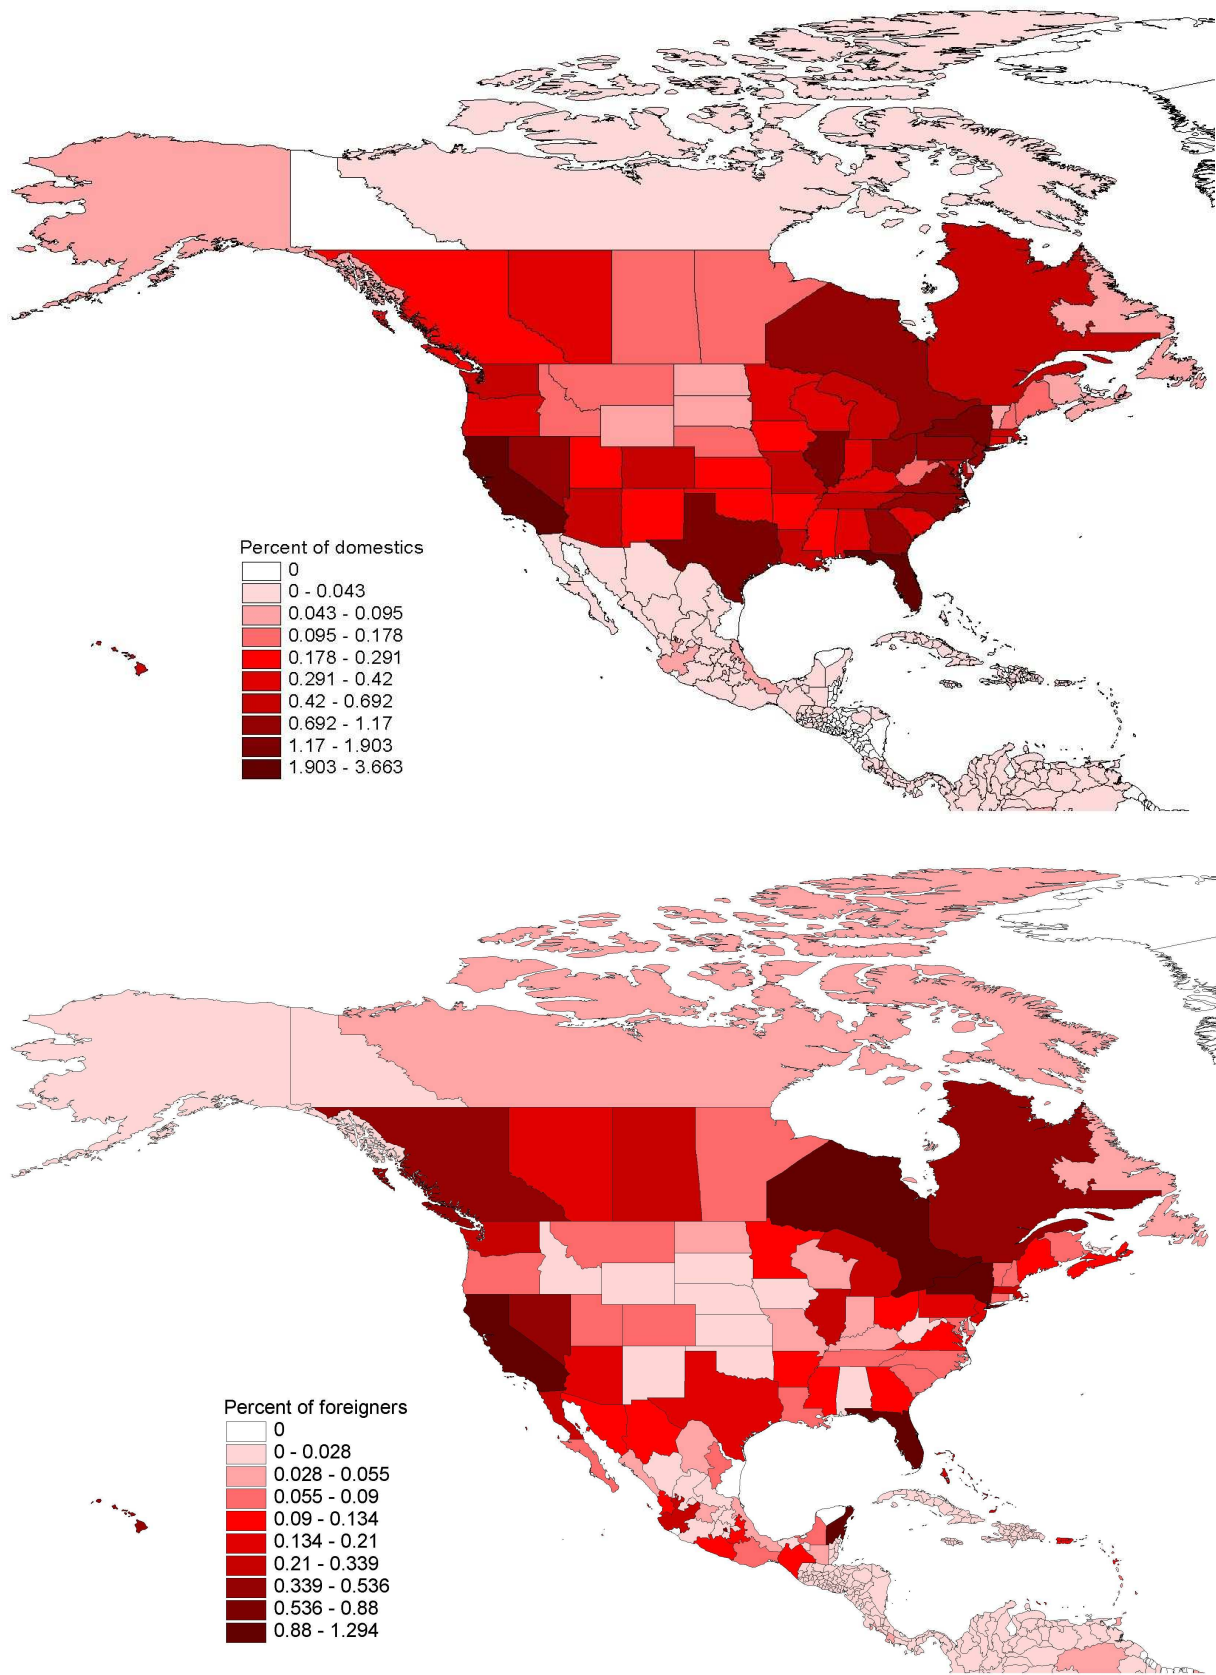 Percent of domestics
0
0 - 0.043
0.043 - 0.095
0.095 - 0.178
0.178 - 0.291
0.291 - 0.42
0.42 - 0.692
0.692 - 1.17
1.17 - 1.903
1.903 - 3.663
Percent of foreigners
0
0 - 0.028
0.028 - 0.055
0.055 - 0.09
0.09 - 0.134
0.134 - 0.21
0.21 - 0.339
0.339 - 0.536
0.536 - 0.88
0.88 - 1.294